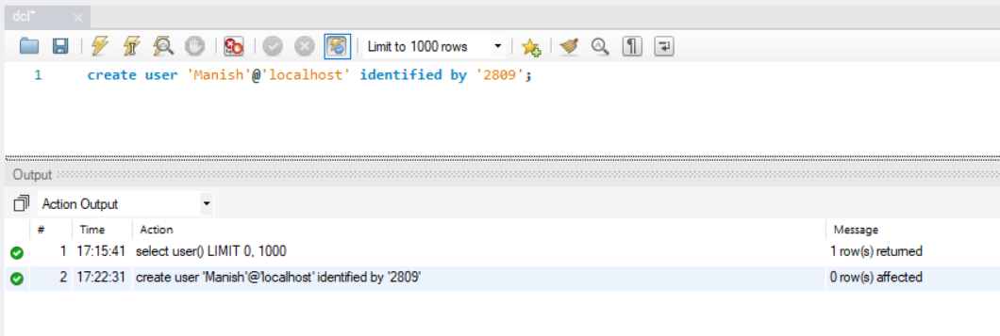 dcl*
Limit to 1000 rows
1 create user 'Manish'@'localhost' identified by '2809';
Output
Action Output
# Time Action Message
1 17:15:41 select user() LIMIT 0, 1000 1 row(s) returned
2 17:22:31 create user 'Manish'@'localhost' identified by '2809' 0 row(s) affected